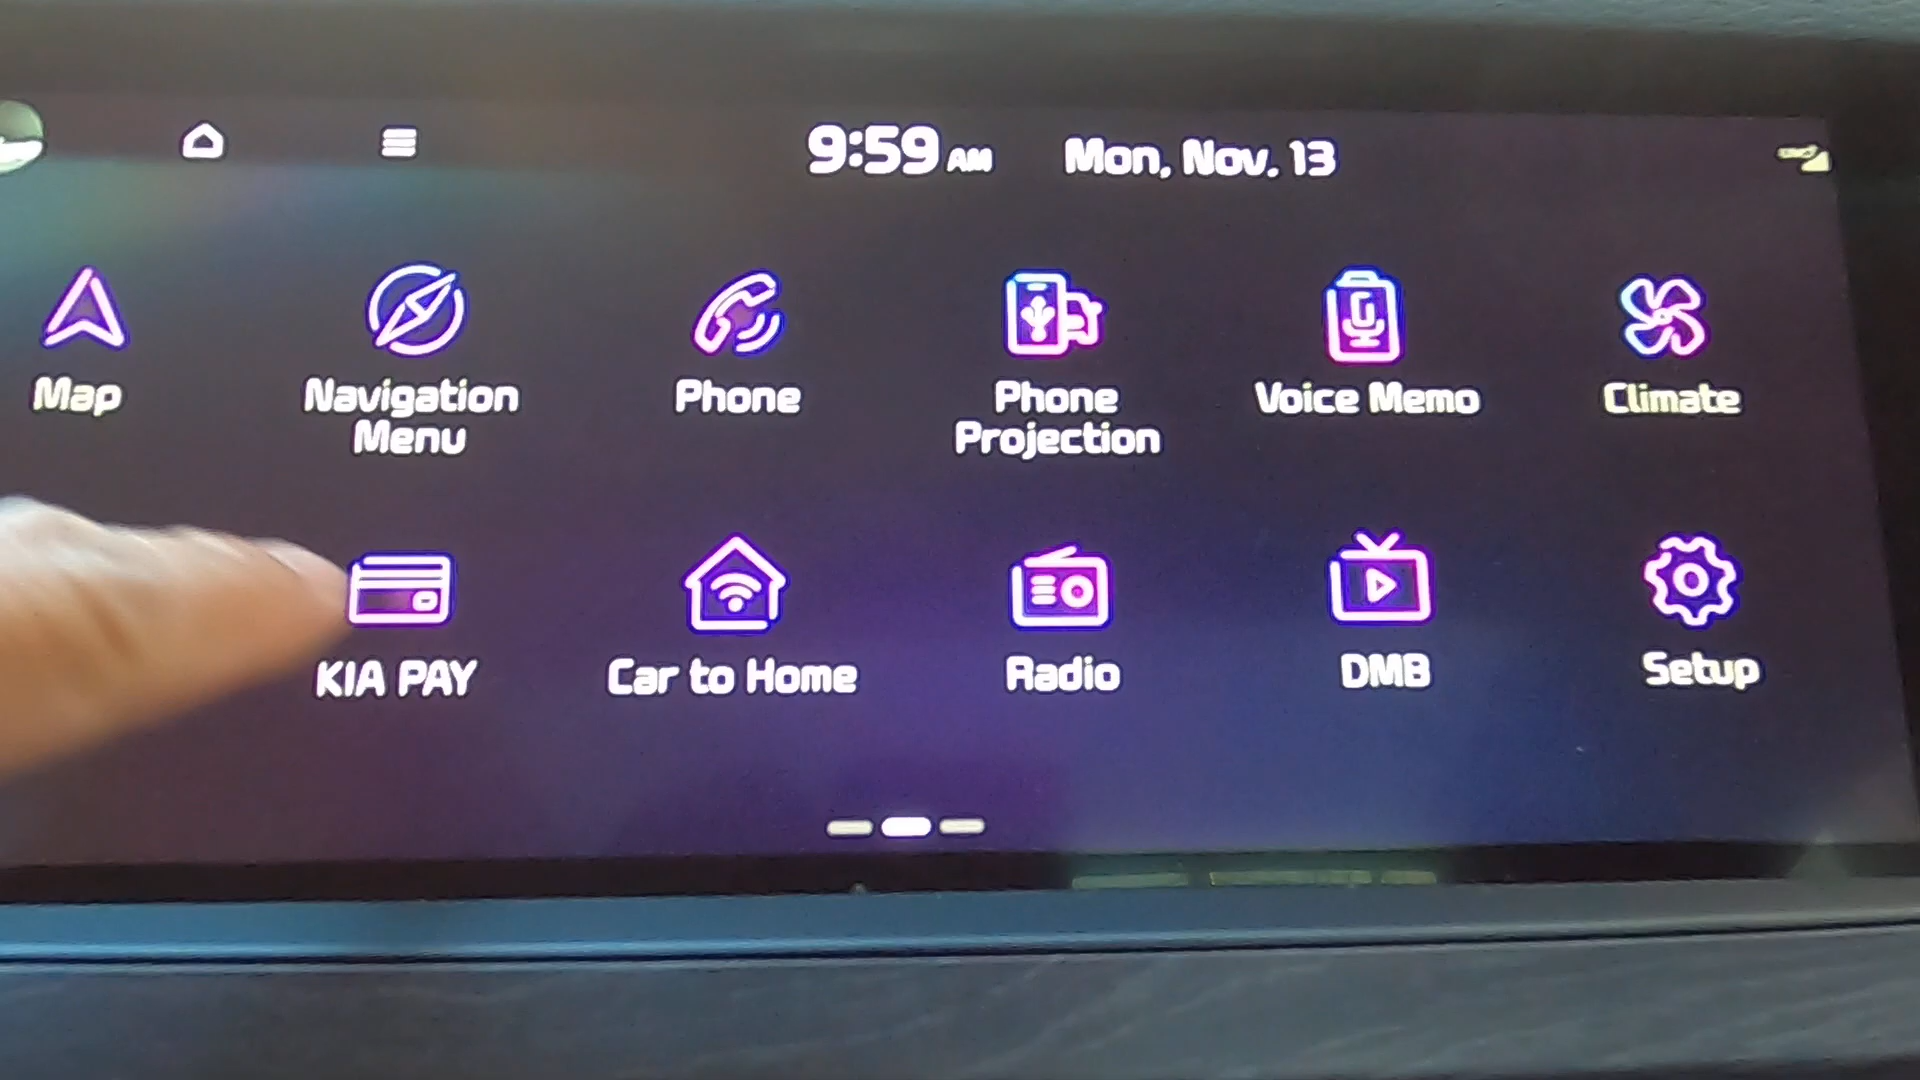 9:59 AM Mon, Nov. 13
Map
Navigation
Menu
Phone
Phone
Projection
Voice Memo
Climate
KIA PAY
Car to Home
Radio
DMB
Setup